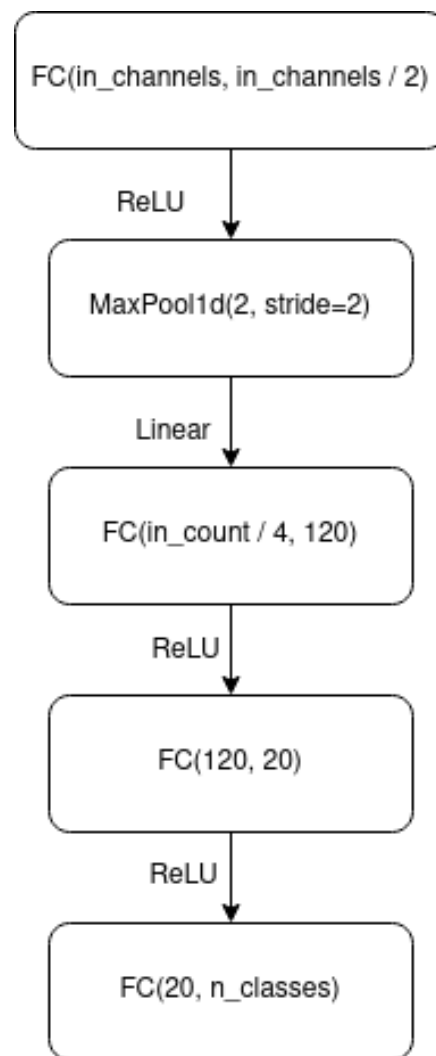 FC(in_channels, in_channels / 2)
ReLU
MaxPool1d(2, stride=2)
Linear
FC(in_count / 4, 120)
ReLU
FC(120, 20)
ReLU
FC(20, n_classes)